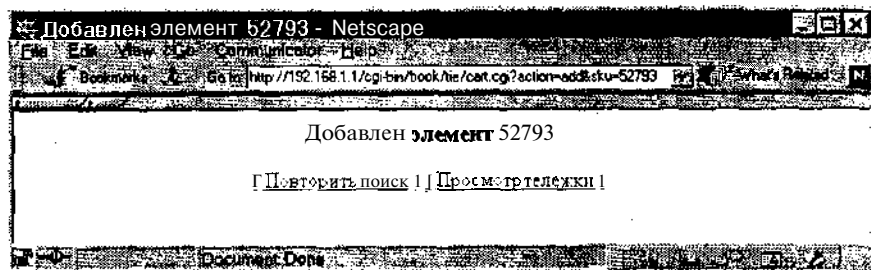 Добавлен элемент 52793 - Netscape
File Edit View Go Communicator Help
Bookmarks Go to: http://192.168.1.1/cgi-bin/book/tie/cart.cgi?action=add&sku=52793 What's Related
Добавлен элемент 52793
Г Повторить поиск 1 [ Просмотр тележки 1
Document Done